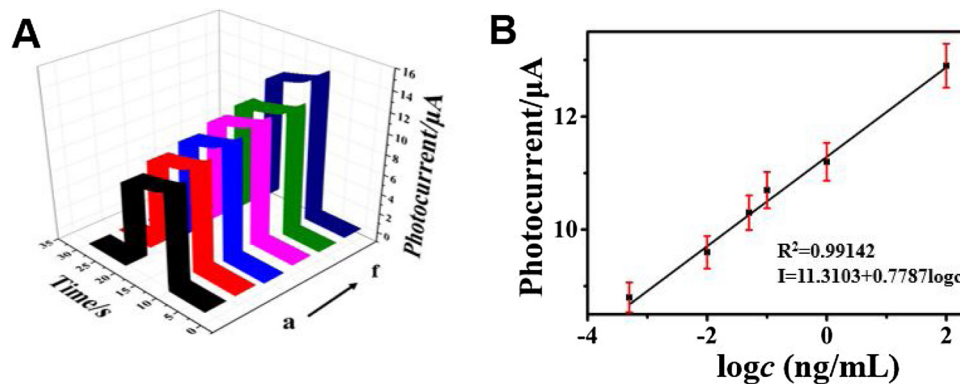 A
16
14
12
10
8
6
4
2
0
Photocurrent/μA
35
30
25
20
15
10
5
0
Time/s
a
f
B
Photocurrent/μA
12
10
R²=0.99142
I=11.3103+0.7787logc
-4
-2
0
2
logc (ng/mL)